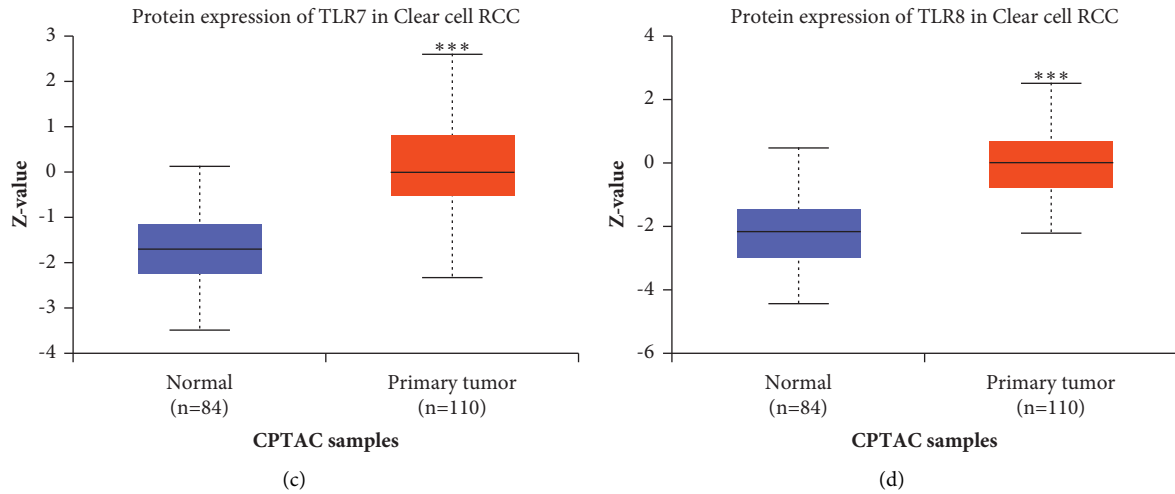 Protein expression of TLR7 in Clear cell RCC
***
3
2
1
0
-1
-2
-3
-4
Z-value
Normal
(n=84)
Primary tumor
(n=110)
CPTAC samples
(c)
Protein expression of TLR8 in Clear cell RCC
***
4
2
0
-2
-4
-6
Z-value
Normal
(n=84)
Primary tumor
(n=110)
CPTAC samples
(d)